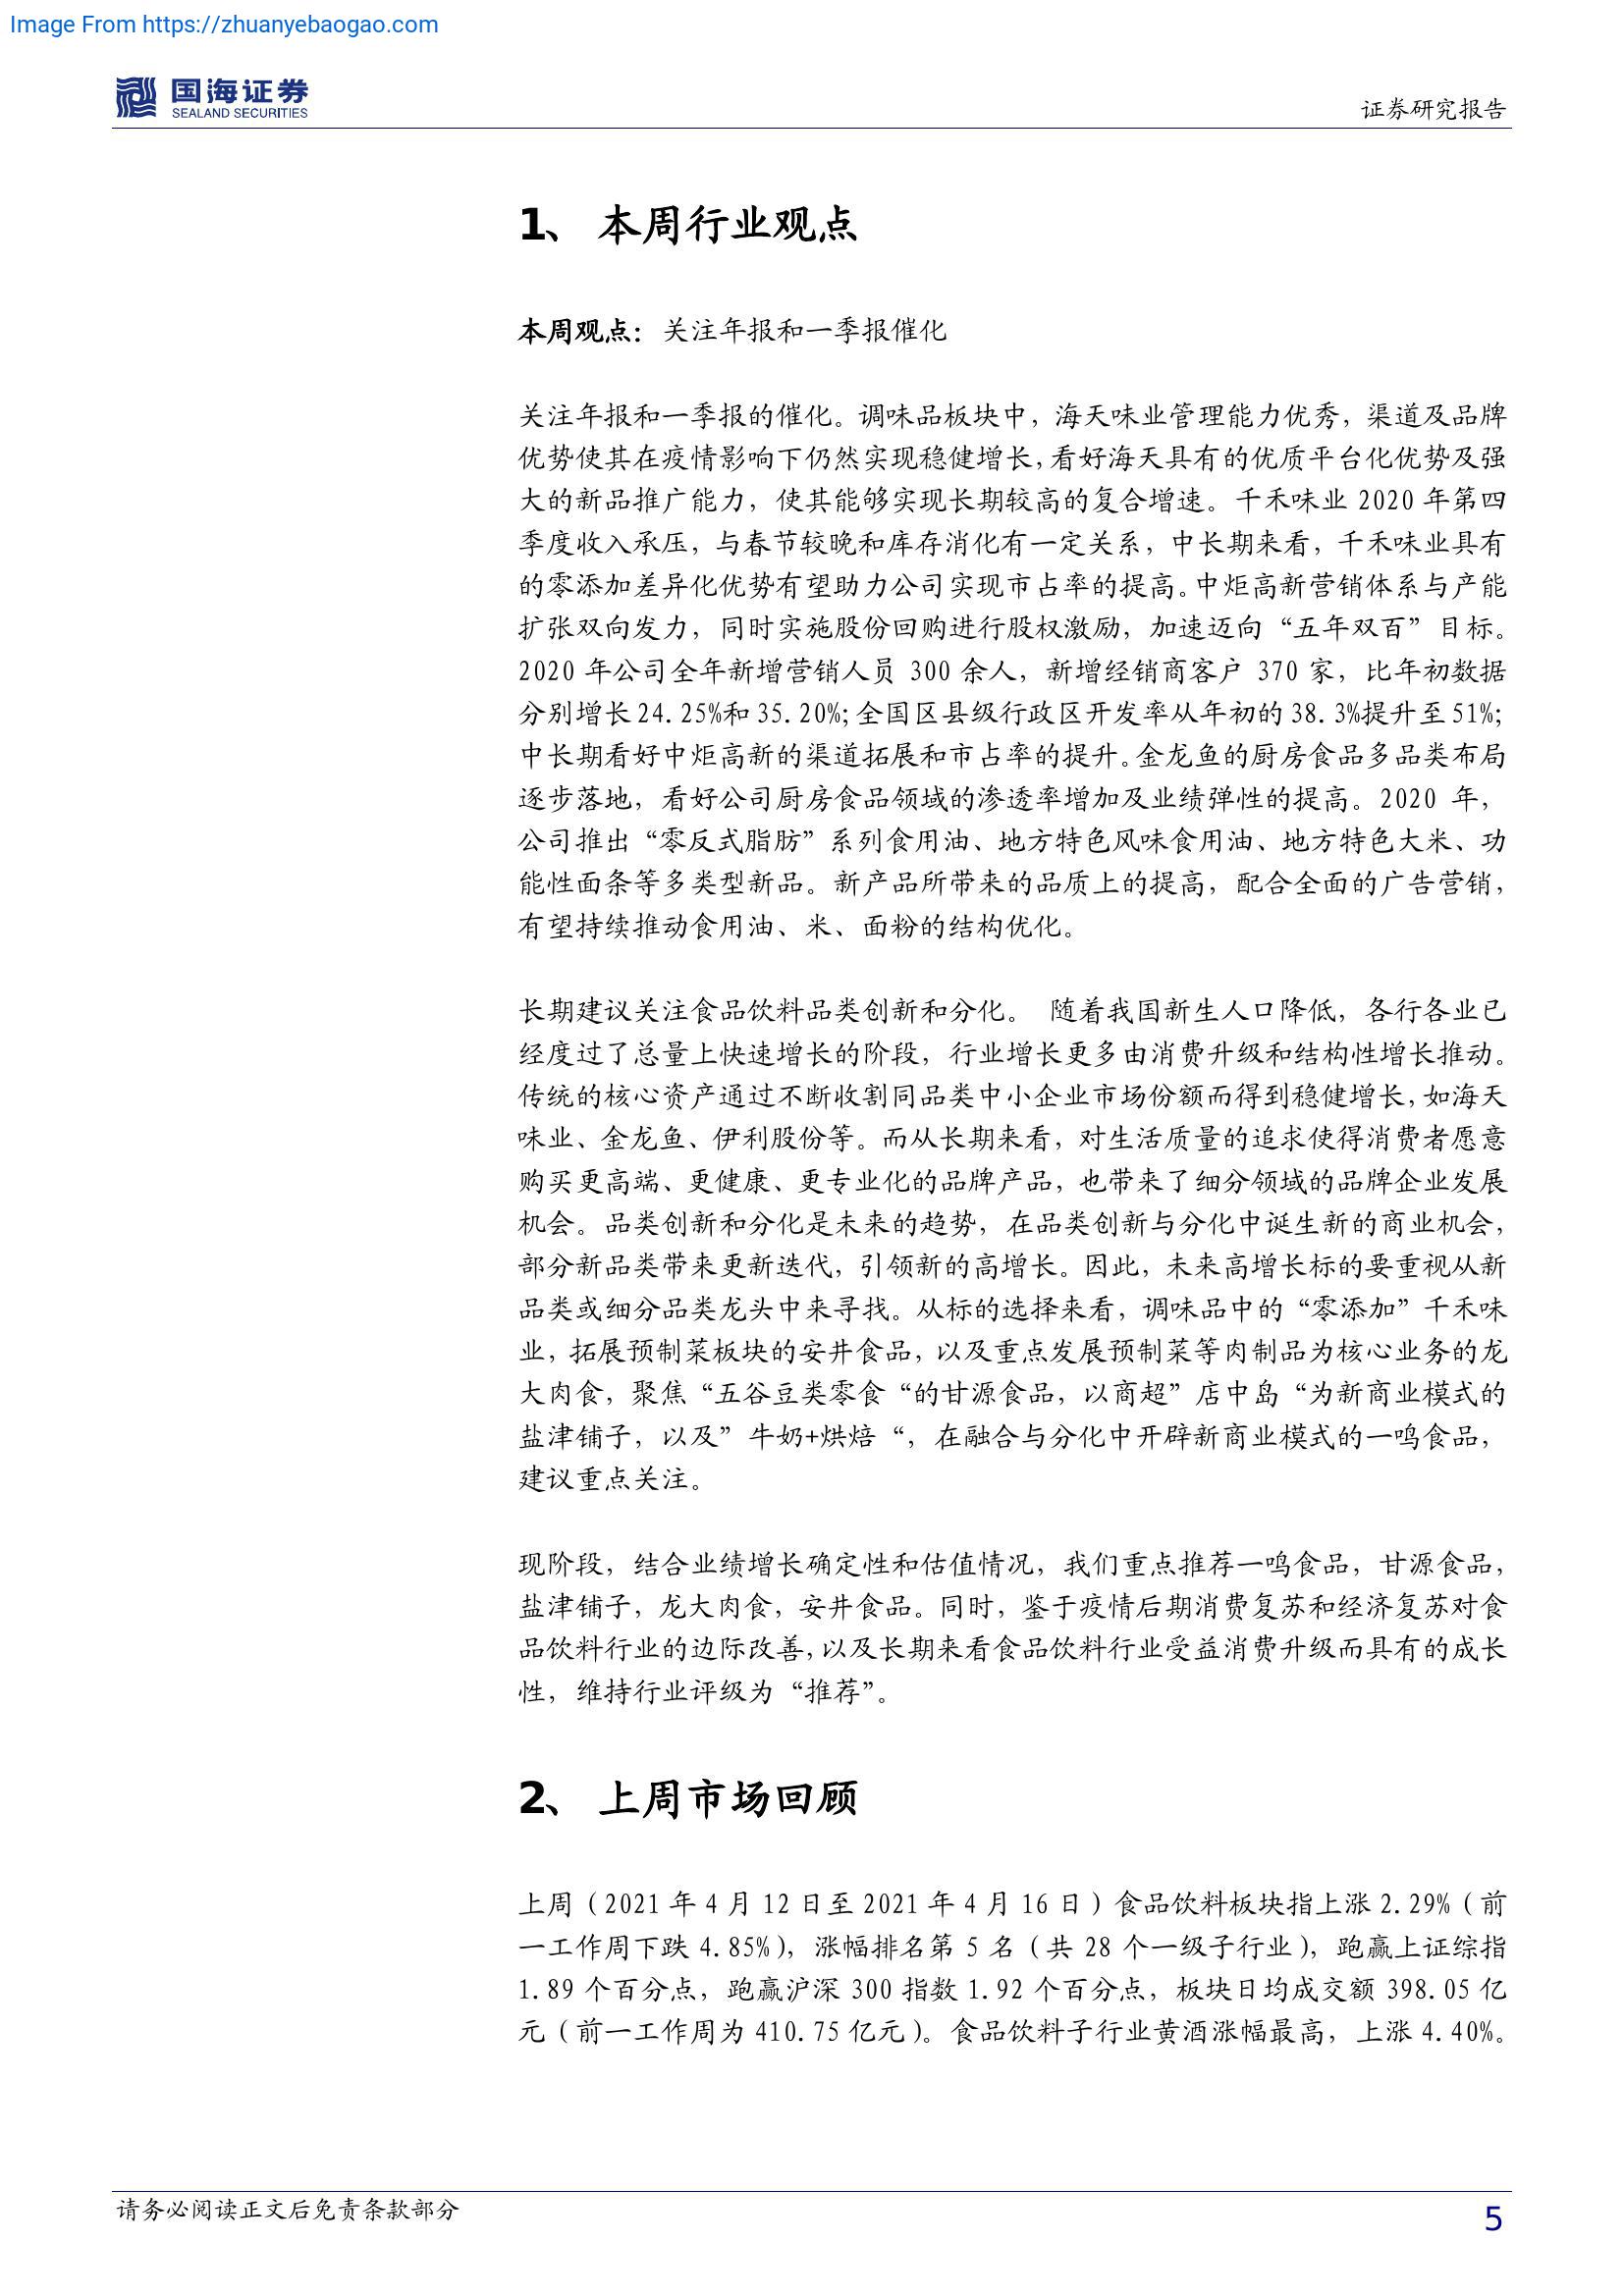 Image From https://zhuanyebaogao.com
国海证券
SEALAND SECURITIES
证券研究报告
1、 本周行业观点
本周观点：关注年报和一季报催化
关注年报和一季报的催化。调味品板块中，海天味业管理能力优秀，渠道及品牌
优势使其在疫情影响下仍然实现稳健增长，看好海天具有的优质平台化优势及强
大的新品推广能力，使其能够实现长期较高的复合增速。千禾味业 2020 年第四
季度收入承压，与春节较晚和库存消化有一定关系，中长期来看，千禾味业具有
的零添加差异化优势有望助力公司实现市占率的提高。中炬高新营销体系与产能
扩张双向发力，同时实施股份回购进行股权激励，加速迈向“五年双百”目标。
2020 年公司全年新增营销人员 300 余人，新增经销商客户 370 家，比年初数据
分别增长 24.25%和 35.20%；全国区县级行政区开发率从年初的 38.3%提升至 51%；
中长期看好中炬高新的渠道拓展和市占率的提升。金龙鱼的厨房食品多品类布局
逐步落地，看好公司厨房食品领域的渗透率增加及业绩弹性的提高。2020 年，
公司推出“零反式脂肪”系列食用油、地方特色风味食用油、地方特色大米、功
能性面条等多类型新品。新产品所带来的品质上的提高，配合全面的广告营销，
有望持续推动食用油、米、面粉的结构优化。
长期建议关注食品饮料品类创新和分化。 随着我国新生人口降低，各行各业已
经度过了总量上快速增长的阶段，行业增长更多由消费升级和结构性增长推动。
传统的核心资产通过不断收割同品类中小企业市场份额而得到稳健增长，如海天
味业、金龙鱼、伊利股份等。而从长期来看，对生活质量的追求使得消费者愿意
购买更高端、更健康、更专业化的品牌产品，也带来了细分领域的品牌企业发展
机会。品类创新和分化是未来的趋势，在品类创新与分化中诞生新的商业机会，
部分新品类带来更新迭代，引领新的高增长。因此，未来高增长标的要重视从新
品类或细分品类龙头中来寻找。从标的选择来看，调味品中的“零添加”千禾味
业，拓展预制菜板块的安井食品，以及重点发展预制菜等肉制品为核心业务的龙
大肉食，聚焦“五谷豆类零食“的甘源食品，以商超”店中岛“为新商业模式的
盐津铺子，以及”牛奶+烘焙“，在融合与分化中开辟新商业模式的一鸣食品，
建议重点关注。
现阶段，结合业绩增长确定性和估值情况，我们重点推荐一鸣食品，甘源食品，
盐津铺子，龙大肉食，安井食品。同时，鉴于疫情后期消费复苏和经济复苏对食
品饮料行业的边际改善，以及长期来看食品饮料行业受益消费升级而具有的成长
性，维持行业评级为“推荐”。
2、 上周市场回顾
上周（2021 年 4 月 12 日至 2021 年 4 月 16 日）食品饮料板块指上涨 2.29%（前
一工作周下跌 4.85%），涨幅排名第 5 名（共 28 个一级子行业），跑赢上证综指
1.89 个百分点，跑赢沪深 300 指数 1.92 个百分点，板块日均成交额 398.05 亿
元（前一工作周为 410.75 亿元）。食品饮料子行业黄酒涨幅最高，上涨 4.40%。
请务必阅读正文后免责条款部分
5